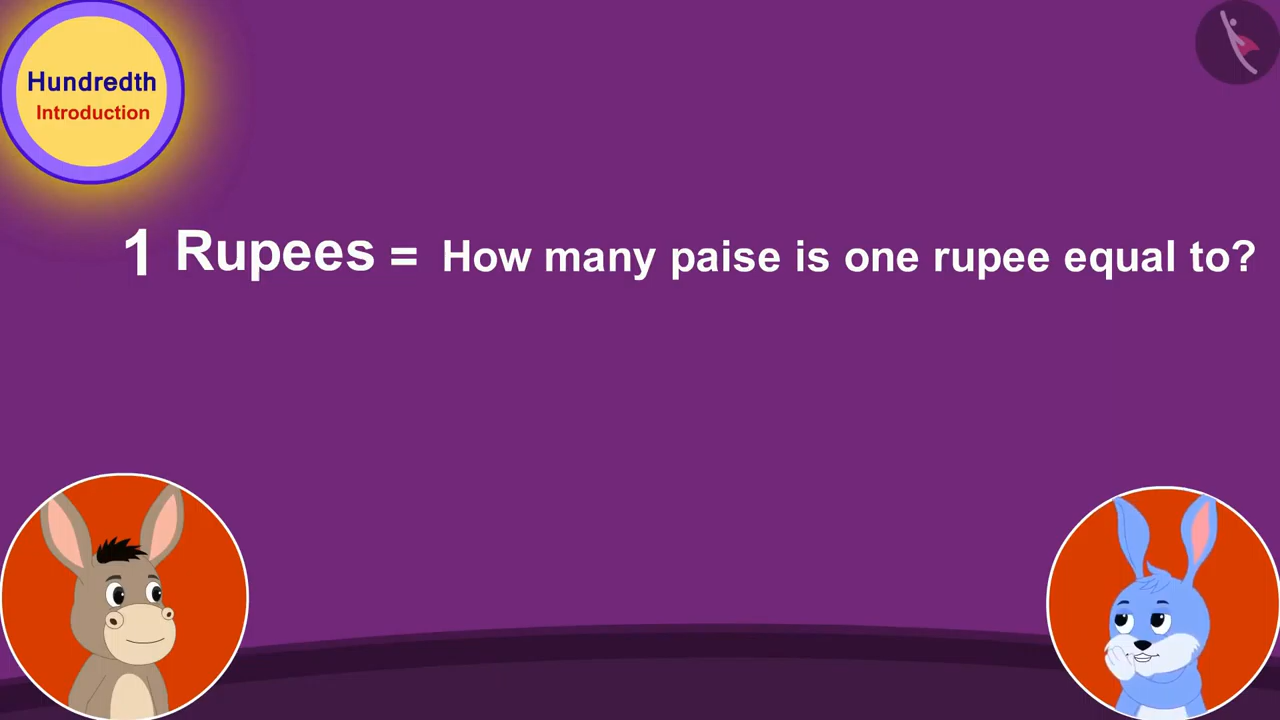 Hundredth
Introduction
1 Rupees = How many paise is one rupee equal to?